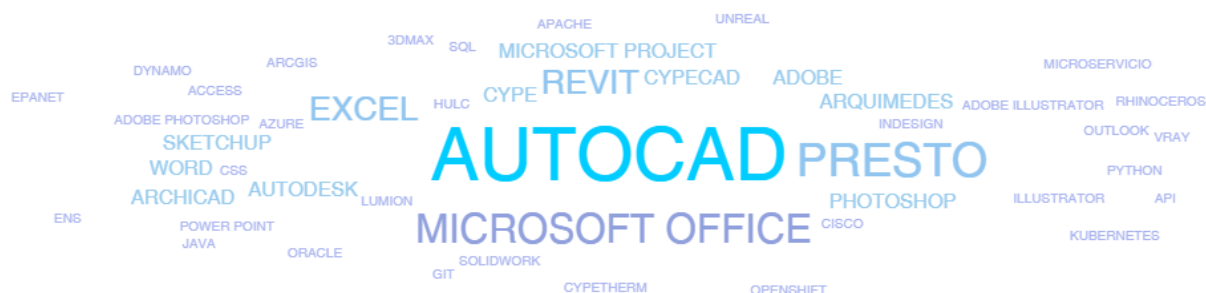 UNREAL
APACHE
3DMAX
SQL
MICROSOFT PROJECT
ARCGIS
MICROSERVICIO
DYNAMO
REVIT
CYPECAD
ADOBE
ACCESS
EPANET
CYPE
EXCEL
HULC
ARQUIMEDES
ADOBE ILLUSTRATOR
RHINOCEROS
ADOBE PHOTOSHOP
AZURE
INDESIGN
OUTLOOK
VRAY
SKETCHUP
AUTOCAD
PRESTO
WORD
CSS
PYTHON
ARCHICAD
AUTODESK
LUMION
PHOTOSHOP
ILLUSTRATOR
API
ENS
POWER POINT
MICROSOFT OFFICE
CISCO
KUBERNETES
JAVA
ORACLE
SOLIDWORK
GIT
CYPETHERM
OPENSHIFT